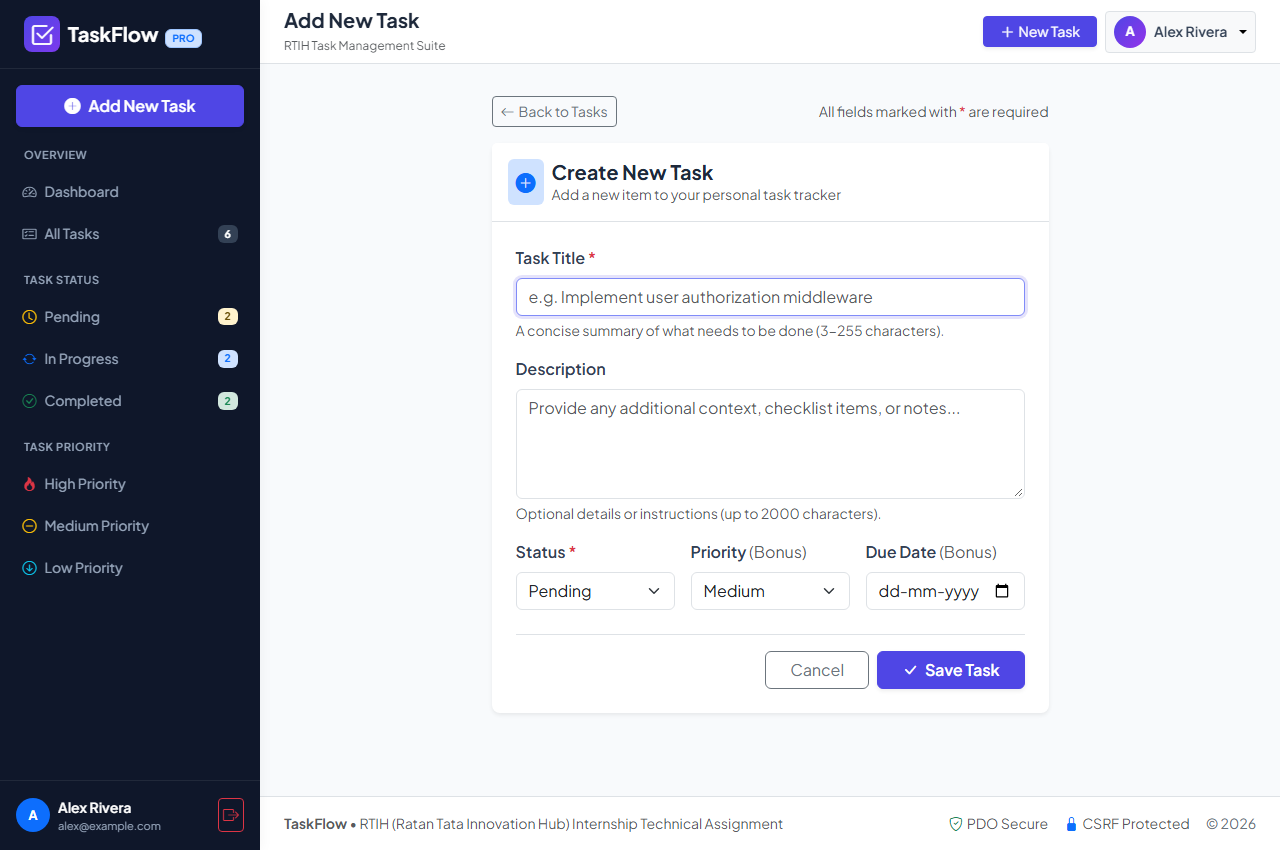 TaskFlow PRO
Add New Task
OVERVIEW
Dashboard
All Tasks 6
TASK STATUS
Pending 2
In Progress 2
Completed 2
TASK PRIORITY
High Priority
Medium Priority
Low Priority
A
Alex Rivera
alex@example.com
Add New Task
RTIH Task Management Suite
New Task
A Alex Rivera
← Back to Tasks
All fields marked with * are required
Create New Task
Add a new item to your personal task tracker
Task Title *
e.g. Implement user authorization middleware
A concise summary of what needs to be done (3–255 characters).
Description
Provide any additional context, checklist items, or notes...
Optional details or instructions (up to 2000 characters).
Status * Priority (Bonus) Due Date (Bonus)
Pending Medium dd-mm-yyyy
Cancel Save Task
TaskFlow • RTIH (Ratan Tata Innovation Hub) Internship Technical Assignment
PDO Secure CSRF Protected © 2026